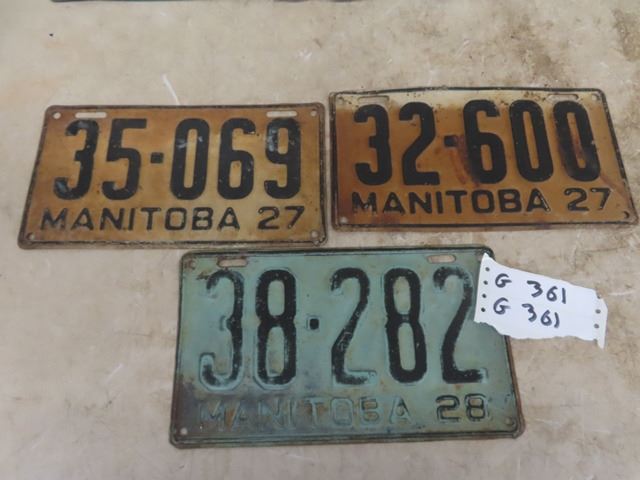 35-069
MANITOBA 27
32-600
MANITOBA 27
38-282
MANITOBA 28
G 361
G 361